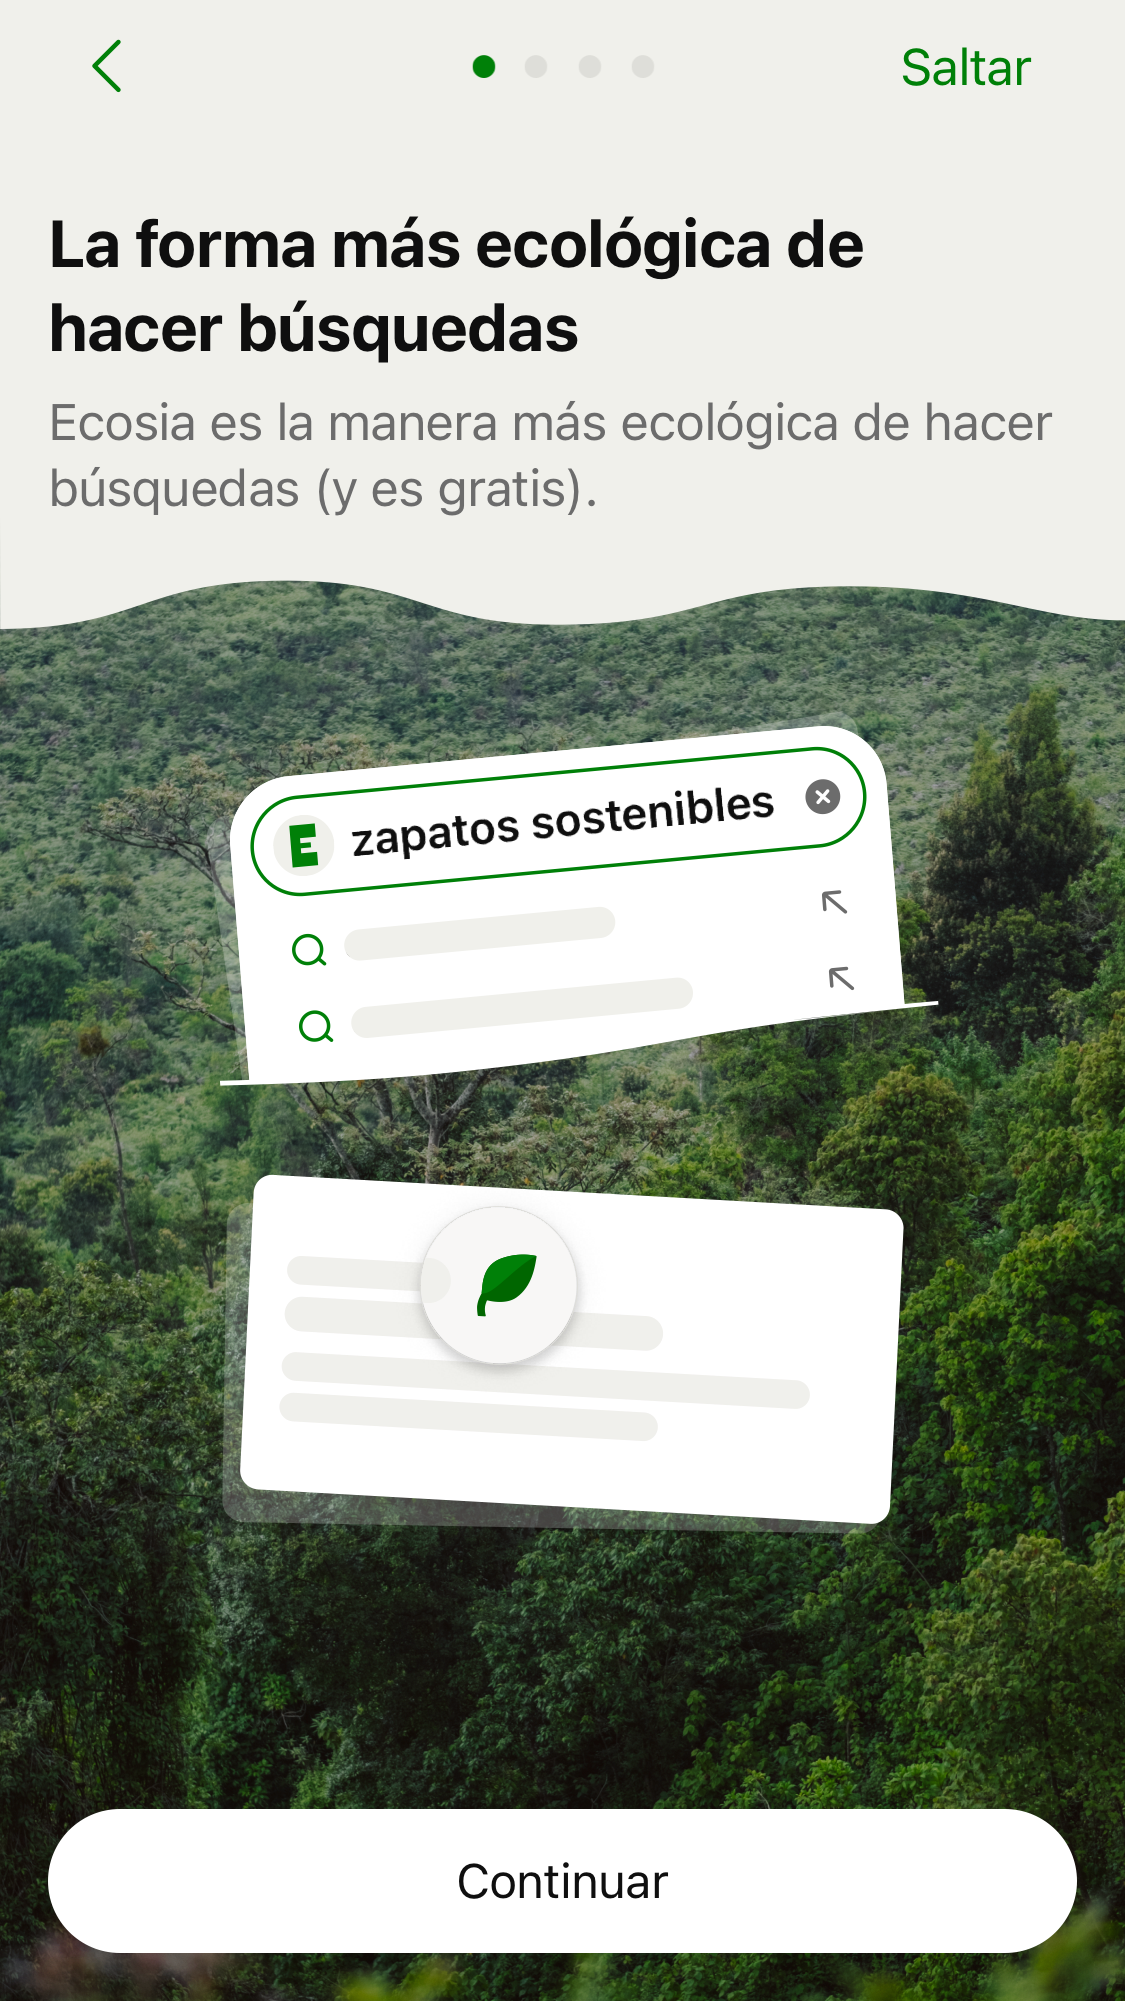 Saltar
La forma más ecológica de
hacer búsquedas
Ecosia es la manera más ecológica de hacer
búsquedas (y es gratis).
E zapatos sostenibles
Continuar